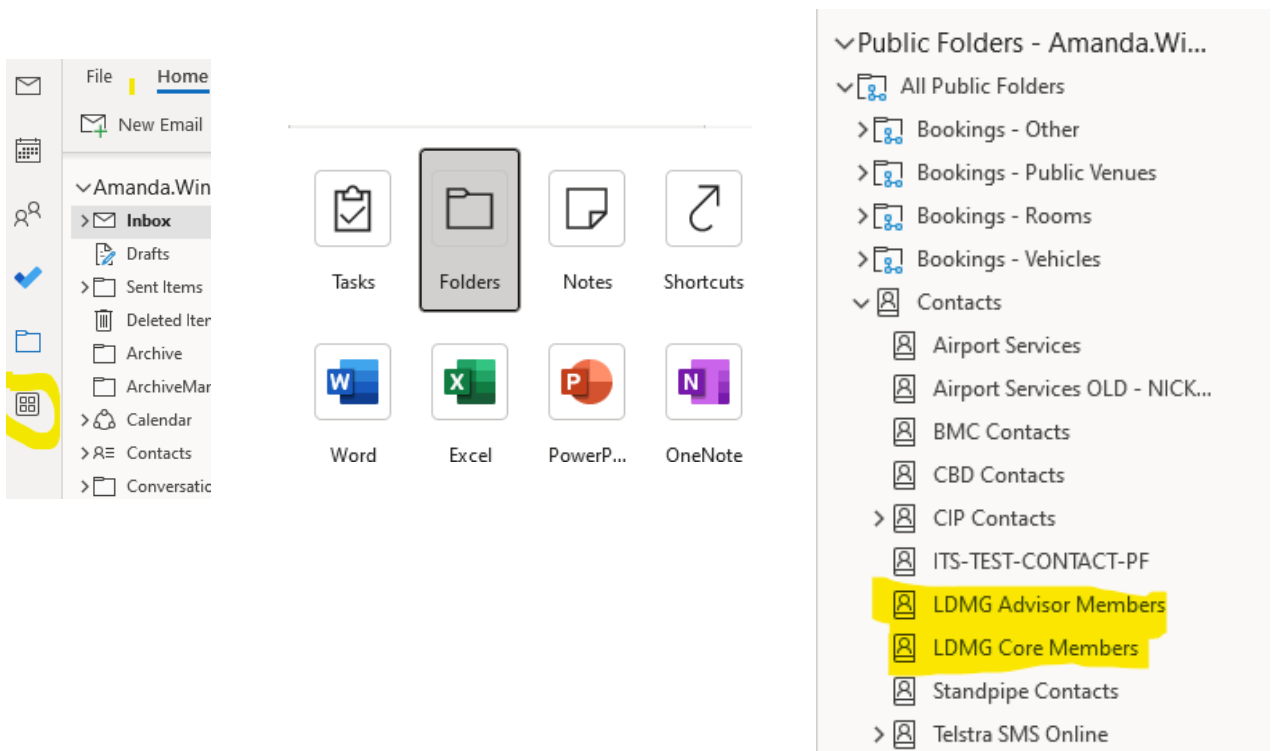 File Home
New Email
Amanda.Win
Inbox
Drafts
Sent Items
Deleted Iter
Archive
ArchiveMar
Calendar
Contacts
Conversatic
Tasks Folders Notes Shortcuts
W X P N
Word Excel PowerP... OneNote
Public Folders - Amanda.Wi...
All Public Folders
Bookings - Other
Bookings - Public Venues
Bookings - Rooms
Bookings - Vehicles
Contacts
Airport Services
Airport Services OLD - NICK...
BMC Contacts
CBD Contacts
CIP Contacts
ITS-TEST-CONTACT-PF
LDMG Advisor Members
LDMG Core Members
Standpipe Contacts
Telstra SMS Online